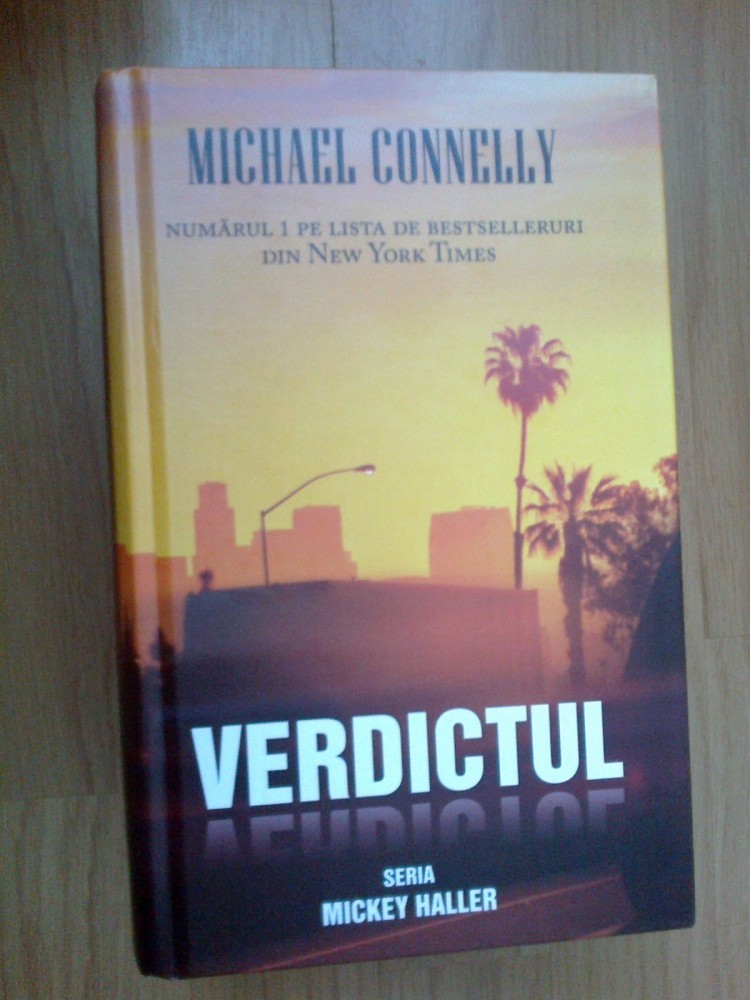 MICHAEL CONNELLY
NUMĂRUL 1 PE LISTA DE BESTSELLERURI
DIN NEW YORK TIMES
VERDICTUL
SERIA
MICKEY HALLER